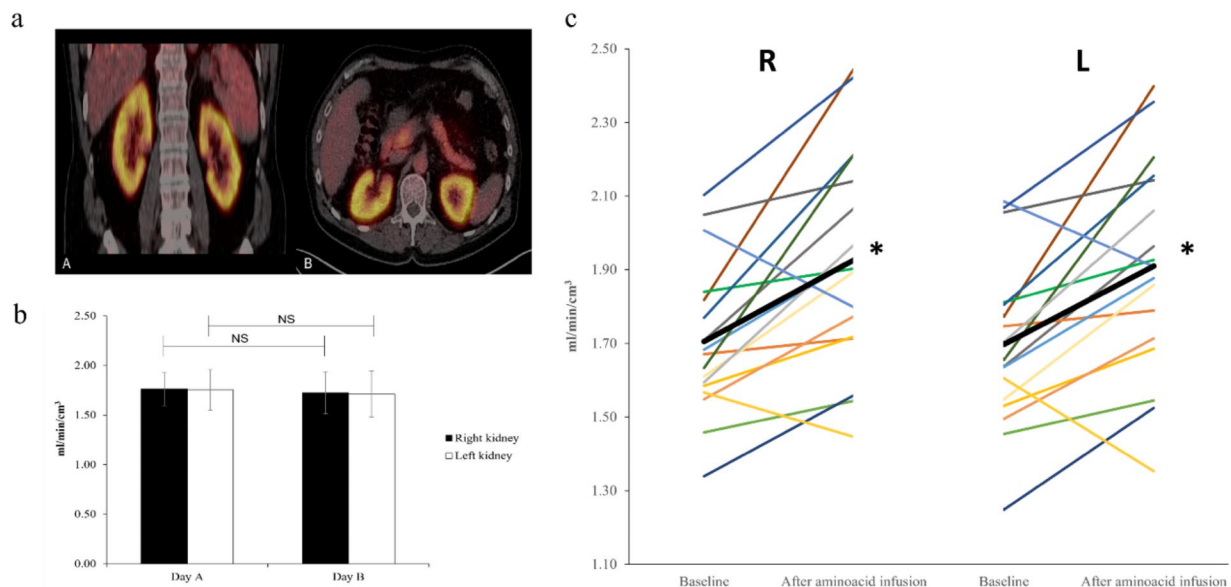 a
A
B
b
2.50
2.00
1.50
1.00
0.50
0.00
ml/min/cm³
NS
NS
Day A
Day B
Right kidney
Left kidney
c
2.50
2.30
2.10
1.90
1.70
1.50
1.30
1.10
ml/min/cm³
R
L
*
*
Baseline
After aminoacid infusion
Baseline
After aminoacid infusion